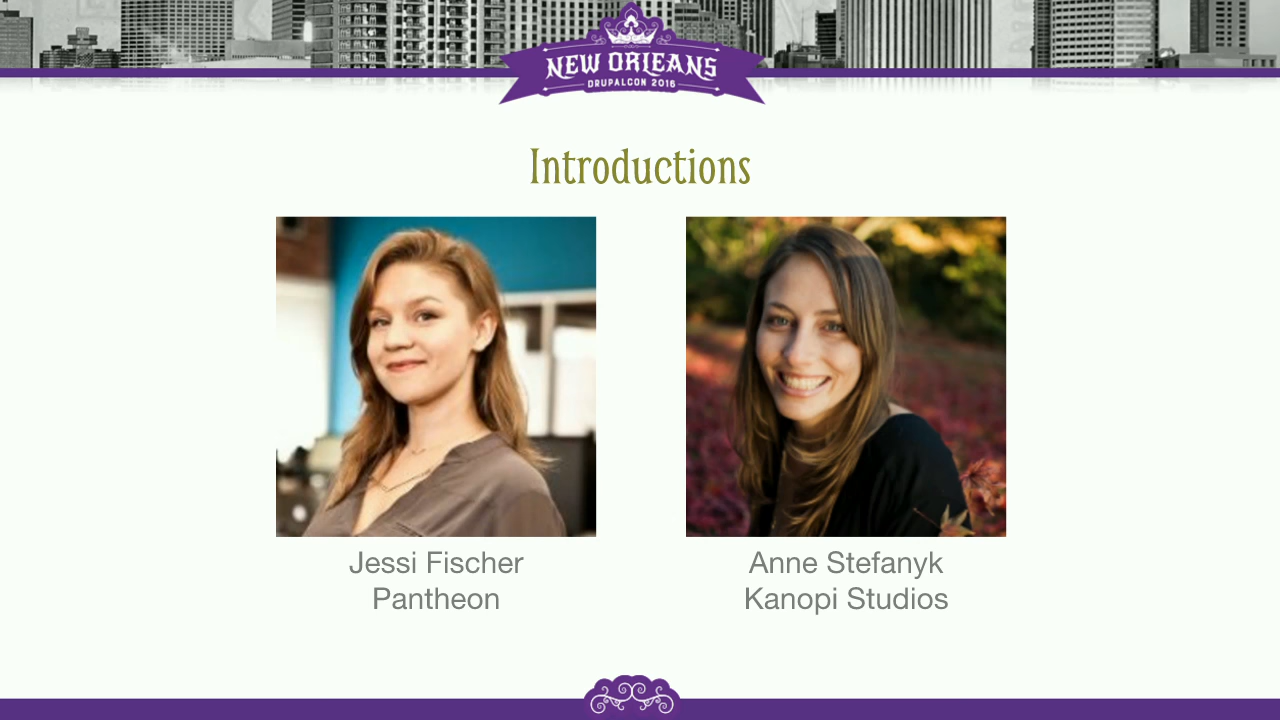 NEW ORLEANS
DRUPALCON 2016
Introductions
Jessi Fischer
Pantheon
Anne Stefanyk
Kanopi Studios